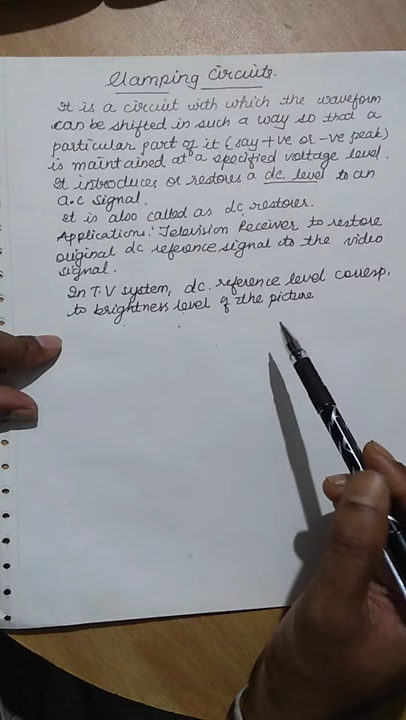 Clamping Circuits.
It is a circuit with which the waveform
can be shifted in such a way so that a
particular part of it (say +ve or -ve peak)
is maintained at a specified voltage level.
It introduces or restores a dc level to an
a.c signal.
It is also called as dc restorer.
Applications: Television Receiver to restore
original dc reference signal to the video
signal.
In T.V system, dc. reference level corresp.
to brightness level of the picture